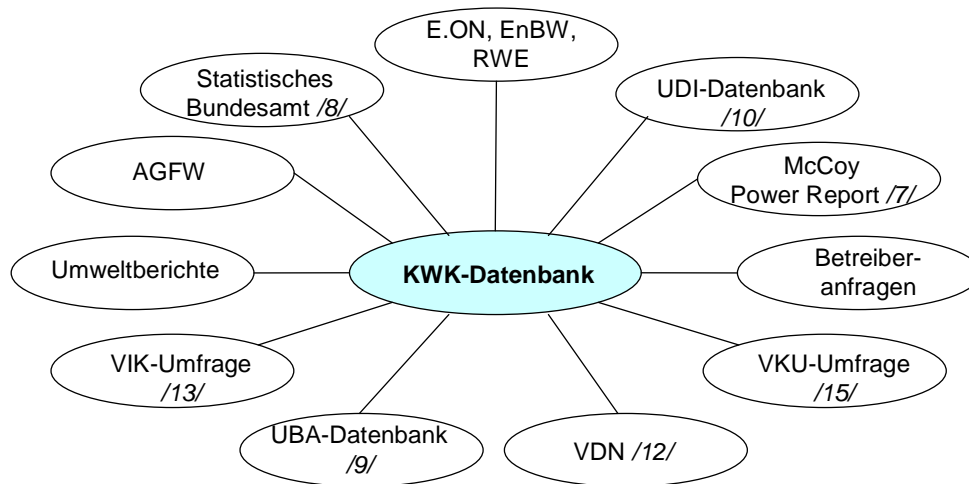 E.ON, EnBW,
RWE
Statistisches
Bundesamt /8/
UDI-Datenbank
/10/
AGFW
McCoy
Power Report /7/
Umweltberichte
KWK-Datenbank
Betreiber-
anfragen
VIK-Umfrage
/13/
VKU-Umfrage
/15/
UBA-Datenbank
/9/
VDN /12/